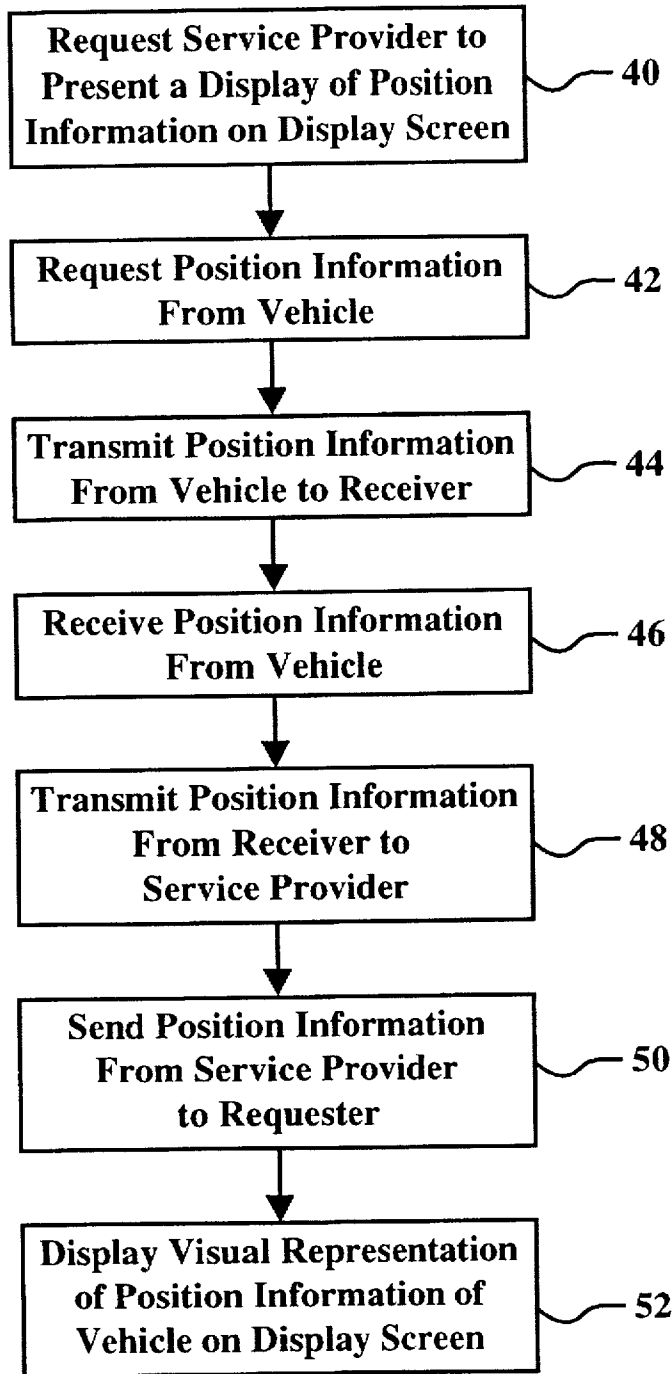 Request Service Provider to
Present a Display of Position
Information on Display Screen
40
Request Position Information
From Vehicle
42
Transmit Position Information
From Vehicle to Receiver
44
Receive Position Information
From Vehicle
46
Transmit Position Information
From Receiver to
Service Provider
48
Send Position Information
From Service Provider
to Requester
50
Display Visual Representation
of Position Information of
Vehicle on Display Screen
52